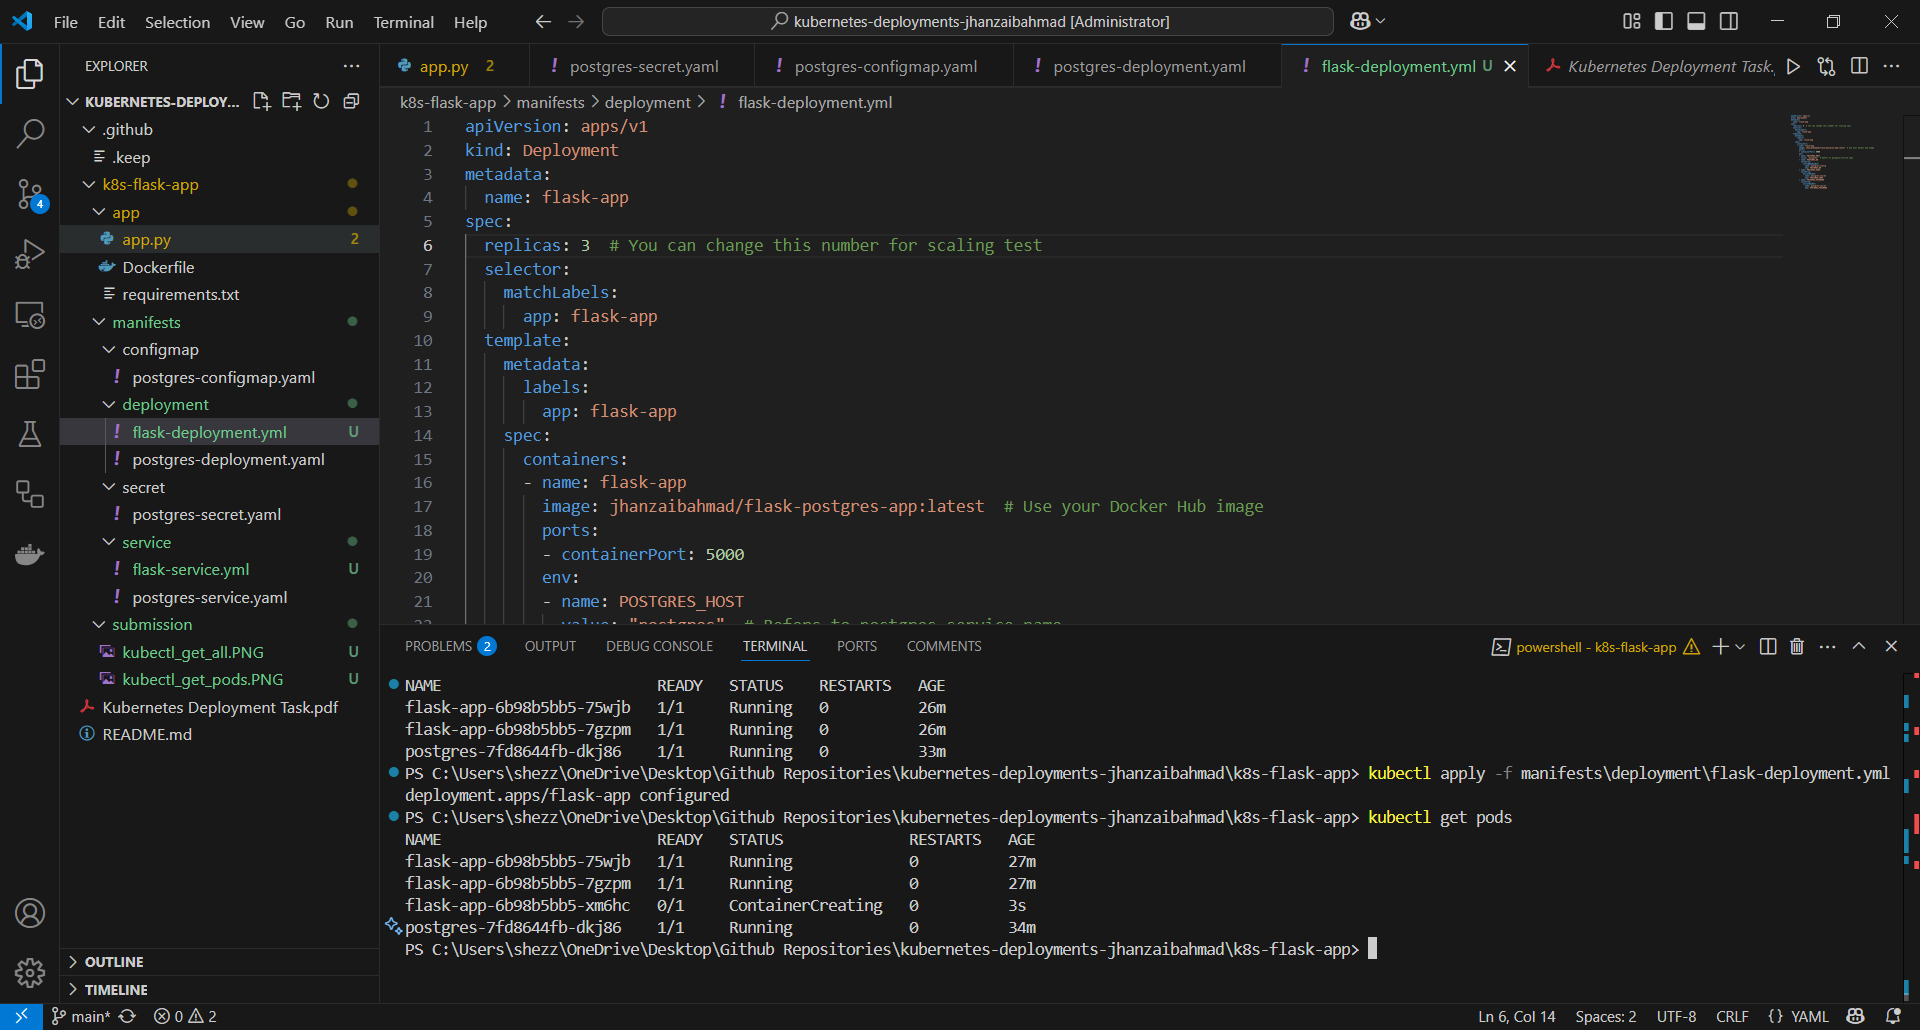 File Edit Selection View Go Run Terminal Help
kubernetes-deployments-jhanzaibahmad [Administrator]
EXPLORER
KUBERNETES-DEPLOY...
.github
.keep
k8s-flask-app
app
app.py 2
Dockerfile
requirements.txt
manifests
configmap
! postgres-configmap.yaml
deployment
! flask-deployment.yml U
! postgres-deployment.yaml
secret
! postgres-secret.yaml
service
! flask-service.yml U
! postgres-service.yaml
submission
kubectl_get_all.PNG U
kubectl_get_pods.PNG U
Kubernetes Deployment Task.pdf
README.md
OUTLINE
TIMELINE
4
app.py 2 ! postgres-secret.yaml ! postgres-configmap.yaml ! postgres-deployment.yaml ! flask-deployment.yml U Kubernetes Deployment Task.
k8s-flask-app > manifests > deployment > ! flask-deployment.yml
1 apiVersion: apps/v1
2 kind: Deployment
3 metadata:
4 name: flask-app
5 spec:
6 replicas: 3 # You can change this number for scaling test
7 selector:
8 matchLabels:
9 app: flask-app
10 template:
11 metadata:
12 labels:
13 app: flask-app
14 spec:
15 containers:
16 - name: flask-app
17 image: jhanzaibahmad/flask-postgres-app:latest # Use your Docker Hub image
18 ports:
19 - containerPort: 5000
20 env:
21 - name: POSTGRES_HOST
22 value: "postgres" # Refers to postgres service name
PROBLEMS 2 OUTPUT DEBUG CONSOLE TERMINAL PORTS COMMENTS
powershell - k8s-flask-app
NAME READY STATUS RESTARTS AGE
flask-app-6b98b5bb5-75wjb 1/1 Running 0 26m
flask-app-6b98b5bb5-7gzpm 1/1 Running 0 26m
postgres-7fd8644fb-dkj86 1/1 Running 0 33m
PS C:\Users\shezz\OneDrive\Desktop\Github Repositories\kubernetes-deployments-jhanzaibahmad\k8s-flask-app> kubectl apply -f manifests\deployment\flask-deployment.yml
deployment.apps/flask-app configured
PS C:\Users\shezz\OneDrive\Desktop\Github Repositories\kubernetes-deployments-jhanzaibahmad\k8s-flask-app> kubectl get pods
NAME READY STATUS RESTARTS AGE
flask-app-6b98b5bb5-75wjb 1/1 Running 0 27m
flask-app-6b98b5bb5-7gzpm 1/1 Running 0 27m
flask-app-6b98b5bb5-xm6hc 0/1 ContainerCreating 0 3s
postgres-7fd8644fb-dkj86 1/1 Running 0 34m
PS C:\Users\shezz\OneDrive\Desktop\Github Repositories\kubernetes-deployments-jhanzaibahmad\k8s-flask-app>
main* 0 2 Ln 6, Col 14 Spaces: 2 UTF-8 CRLF {} YAML